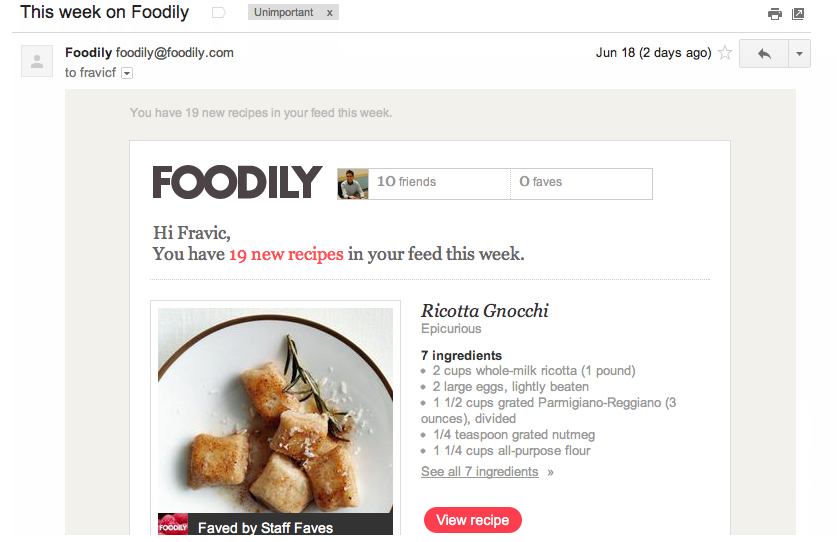 This week on Foodily
Unimportant x
Foodily foodily@foodily.com
Jun 18 (2 days ago)
to fravicf
You have 19 new recipes in your feed this week.
FOODILY
10 friends
0 faves
Hi Fravic,
You have 19 new recipes in your feed this week.
Ricotta Gnocchi
Epicurious
7 ingredients
• 2 cups whole-milk ricotta (1 pound)
• 2 large eggs, lightly beaten
• 1 1/2 cups grated Parmigiano-Reggiano (3
ounces), divided
• 1/4 teaspoon grated nutmeg
• 1 1/4 cups all-purpose flour
See all 7 ingredients »
FOODILY
Faved by Staff Faves
View recipe